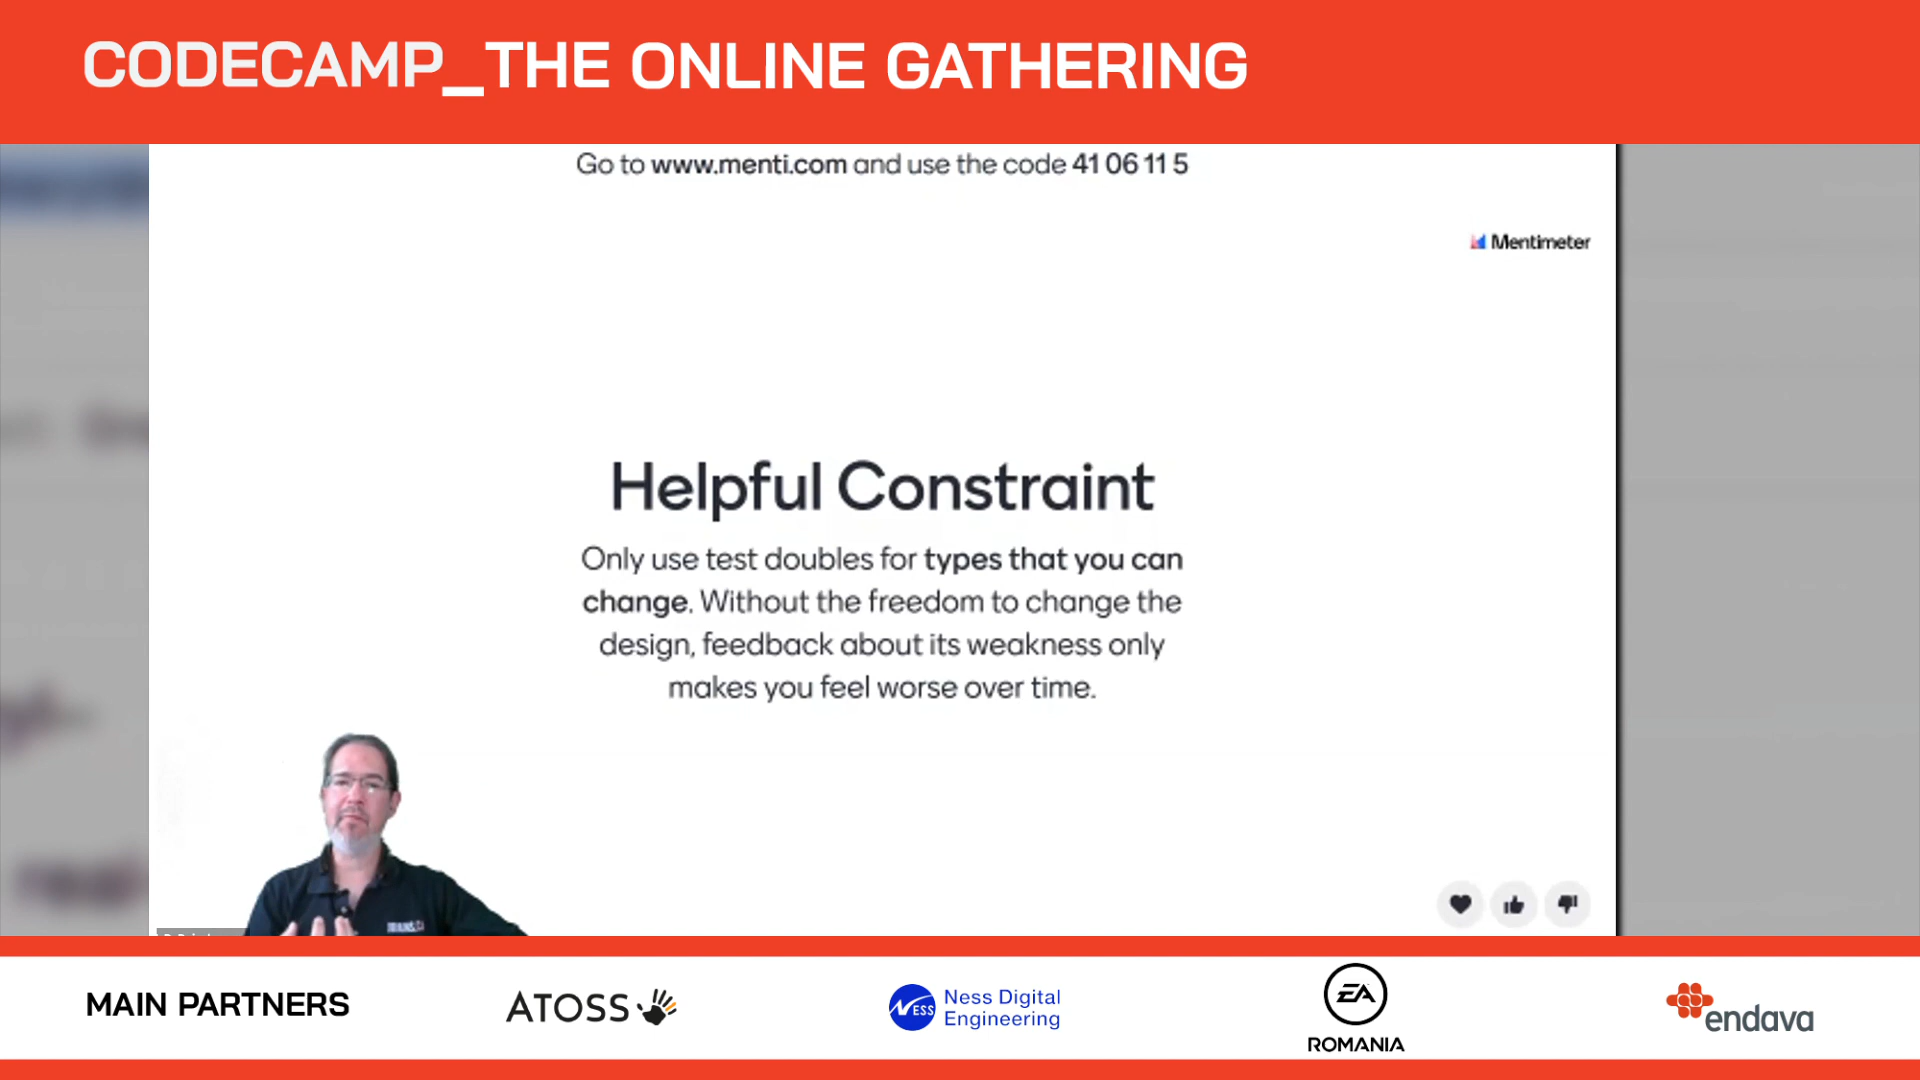 CODECAMP_THE ONLINE GATHERING
Go to www.menti.com and use the code 41 06 11 5
Mentimeter
Helpful Constraint
Only use test doubles for types that you can
change. Without the freedom to change the
design, feedback about its weakness only
makes you feel worse over time.
MAIN PARTNERS
ATOSS
NESS
Ness Digital
Engineering
EA
ROMANIA
endava